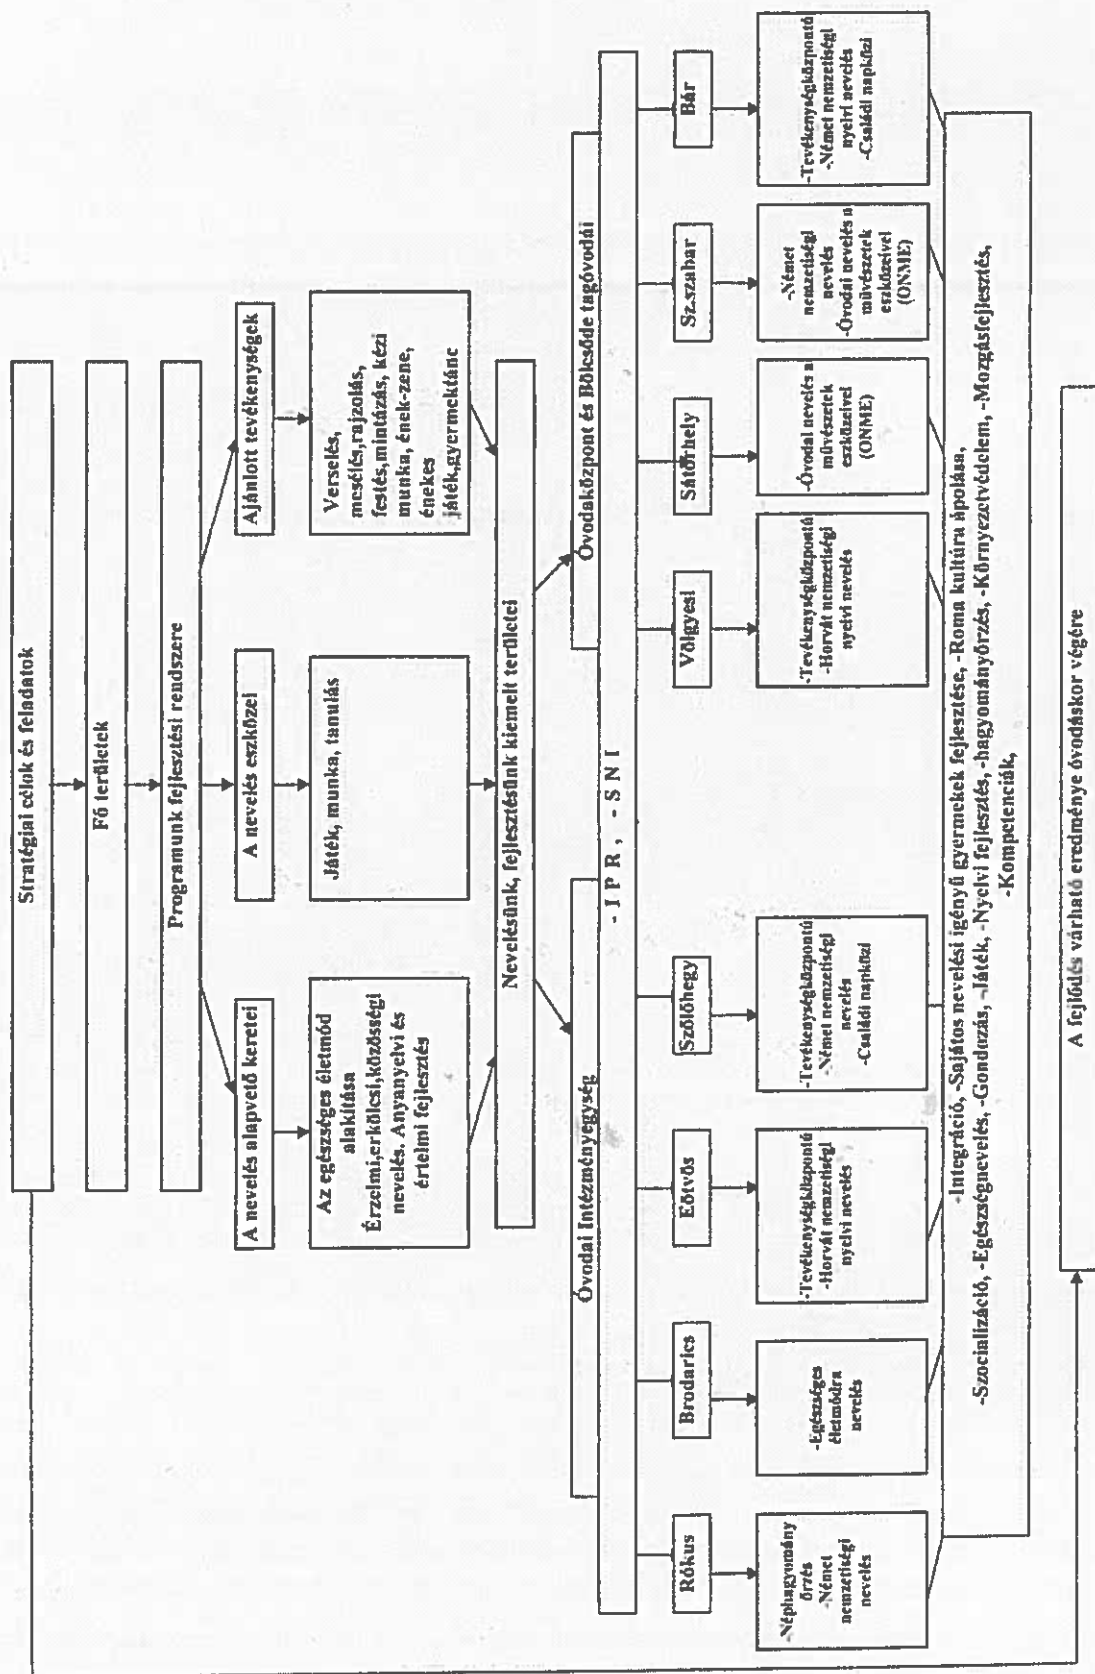 Stratégiai célok és feladatok
Fő területek
Programunk fejlesztési rendszere
A nevelés alapvető keretei
A nevelés eszközei
Ajánlott tevékenységek
Az egészséges életmód
alakítása
Érzelmi,erkölcsi,közösségi
nevelés. Anyanyelvi és
értelmi fejlesztés
Játék, munka, tanulás
Verselés,
mesélés,rajzolás,
festés,mintázás, kézi
munka, ének-zene,
énekes
játék,gyermektánc
Nevelésünk, fejlesztésünk kiemelt területei
Óvodai Intézményegység
Óvodaközpont és Bölcsőde tagóvodái
- I P R , - S N I
Rókus
Brodarics
Eötvös
Szőlőhegy
Völgyesi
Sátorhely
Sz.szabar
Bár
-Néphagyomány
őrzés
-Német
nemzetiségi
nevelés
-Egészséges
életmódra
nevelés
-Tevékenységközpontú
-Horvát nemzetiségi
nyelvi nevelés
-Tevékenységközpontú
-Német nemzetiségi
nevelés
-Családi napközi
-Tevékenységközpontú
-Horvát nemzetiségi
nyelvi nevelés
-Óvodai nevelés a
művészetek
eszközeivel
(ONME)
-Német
nemzetiségi
nevelés
-Óvodai nevelés a
művészetek
eszközeivel
(ONME)
-Tevékenységközpontú
-Német nemzetiségi
nyelvi nevelés
-Családi napközi
-Integráció, -Sajátos nevelési igényű gyermekek fejlesztése, -Roma kultúra ápolása,
-Szocializáció, -Egészségnevelés, -Gondozás, -Játék, -Nyelvi fejlesztés, -hagyományőrzés, -Környezetvédelem, -Mozgásfejlesztés,
-Kompetenciák,
A fejlődés várható eredménye óvodáskor végére